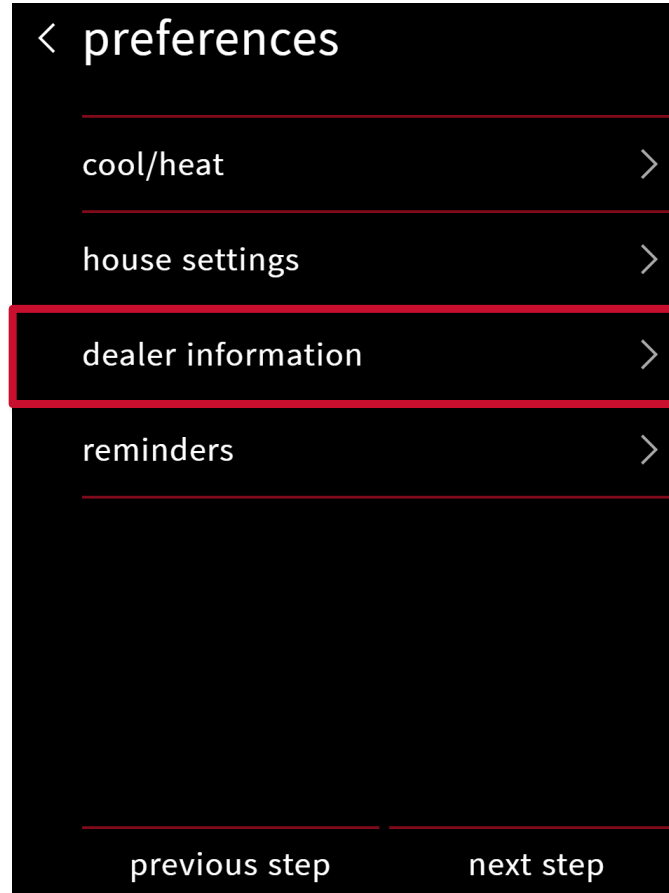 preferences
cool/heat
house settings
dealer information
reminders
previous step
next step